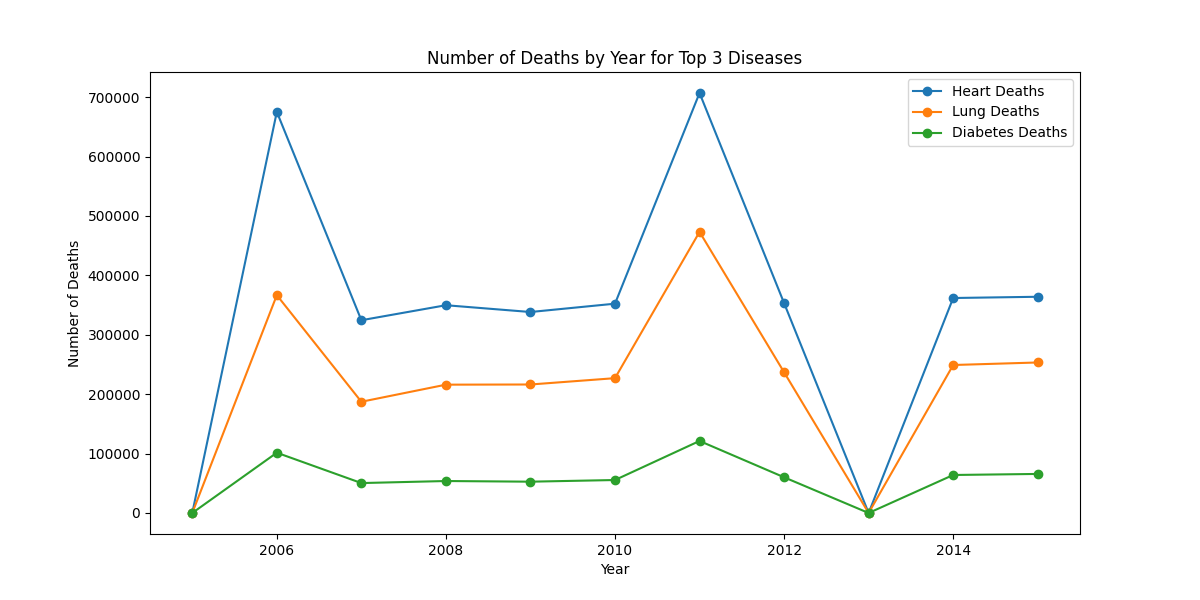 Number of Deaths by Year for Top 3 Diseases
Heart Deaths
Lung Deaths
Diabetes Deaths
Number of Deaths
700000
600000
500000
400000
300000
200000
100000
0
2006 2008 2010 2012 2014
Year